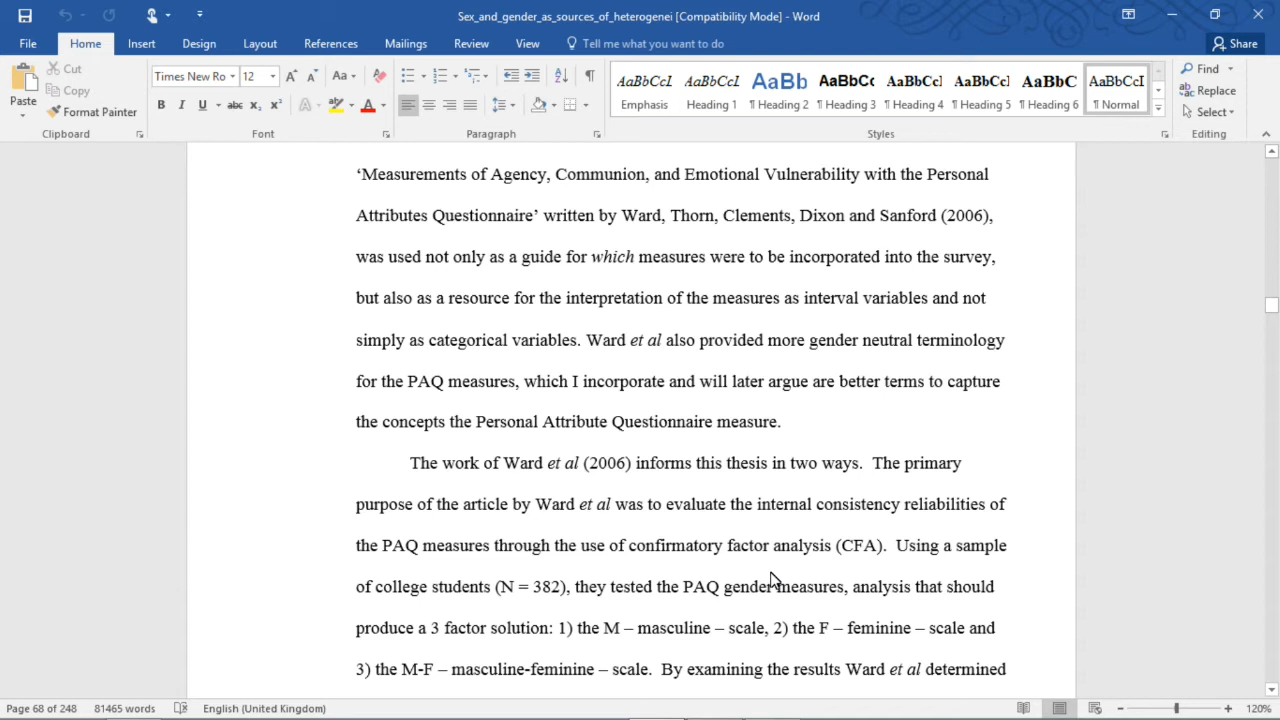 Sex_and_gender_as_sources_of_heterogenei [Compatibility Mode] - Word
File Home Insert Design Layout References Mailings Review View Tell me what you want to do Share
Paste
Cut
Copy
Format Painter
Times New Ro 12
Aa
B I U abc x₂ x²
A A
AaBbCcI AaBbCcL AaBb AaBbCc AaBbCcI AaBbCcI AaBbC AaBbCcI
Emphasis Heading 1 ¶ Heading 2 ¶ Heading 3 ¶ Heading 4 ¶ Heading 5 ¶ Heading 6 ¶ Normal
Find
Replace
Select
Clipboard Font Paragraph Styles Editing
‘Measurements of Agency, Communion, and Emotional Vulnerability with the Personal
Attributes Questionnaire’ written by Ward, Thorn, Clements, Dixon and Sanford (2006),
was used not only as a guide for which measures were to be incorporated into the survey,
but also as a resource for the interpretation of the measures as interval variables and not
simply as categorical variables. Ward et al also provided more gender neutral terminology
for the PAQ measures, which I incorporate and will later argue are better terms to capture
the concepts the Personal Attribute Questionnaire measure.
The work of Ward et al (2006) informs this thesis in two ways.  The primary
purpose of the article by Ward et al was to evaluate the internal consistency reliabilities of
the PAQ measures through the use of confirmatory factor analysis (CFA).  Using a sample
of college students (N = 382), they tested the PAQ gender measures, analysis that should
produce a 3 factor solution: 1) the M – masculine – scale, 2) the F – feminine – scale and
3) the M-F – masculine-feminine – scale.  By examining the results Ward et al determined
Page 68 of 248 81465 words English (United Kingdom) 120%